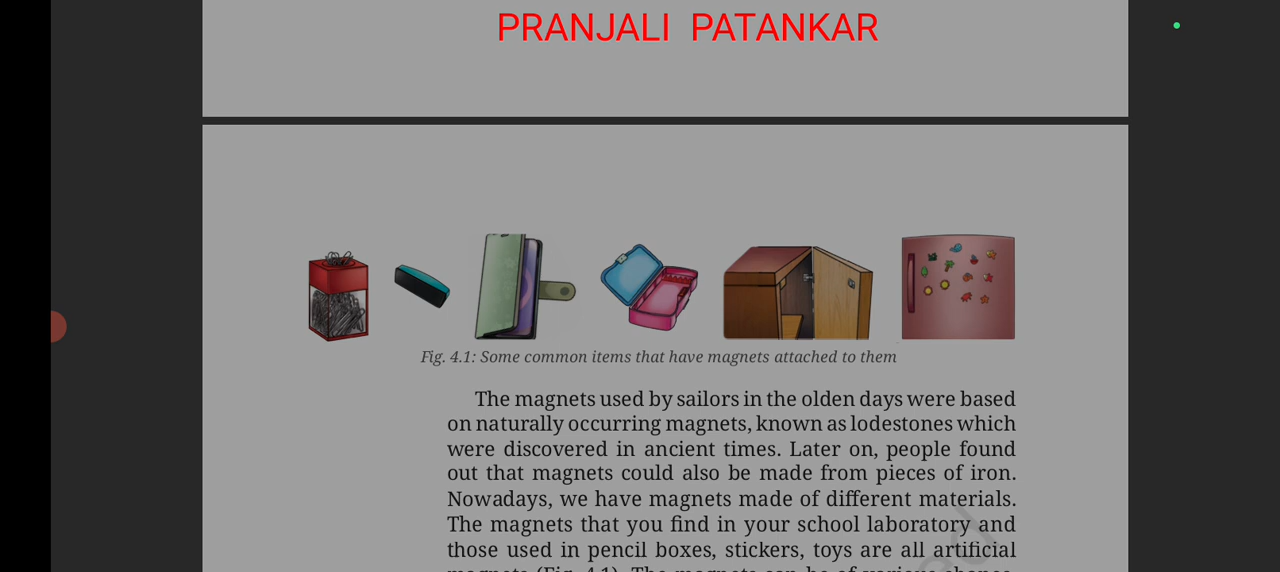 PRANJALI PATANKAR
Fig. 4.1: Some common items that have magnets attached to them
The magnets used by sailors in the olden days were based
on naturally occurring magnets, known as lodestones which
were discovered in ancient times. Later on, people found
out that magnets could also be made from pieces of iron.
Nowadays, we have magnets made of different materials.
The magnets that you find in your school laboratory and
those used in pencil boxes, stickers, toys are all artificial